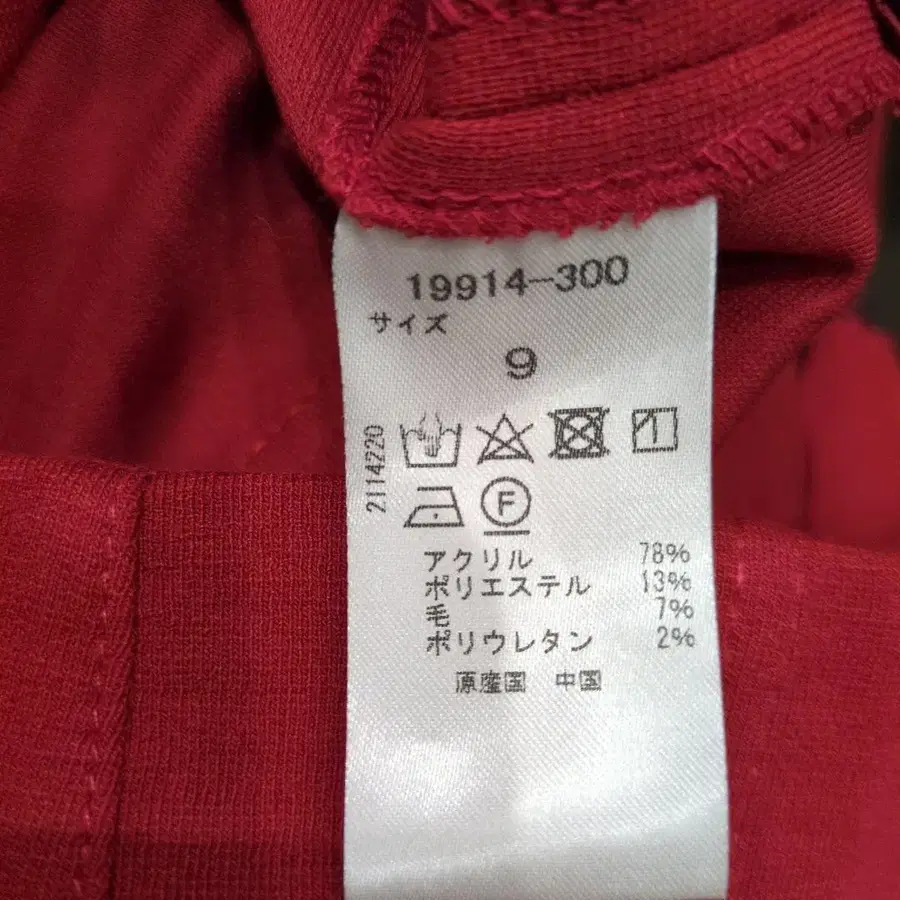 19914-300
サイズ
9
2114220
F
アクリル 78%
ポリエステル 13%
毛 7%
ポリウレタン 2%
原産国 中国